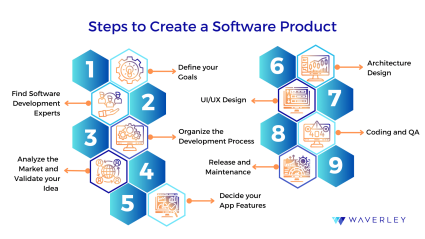 Steps to Create a Software Product
1
Define your
Goals
Find Software
Development
Experts
2
3
Organize the
Development Process
Analyze the
Market and
Validate your
Idea
4
5
Decide your
App Features
6
Architecture
Design
UI/UX Design
7
8
Coding and QA
Release and
Maintenance
9
WAVERLEY